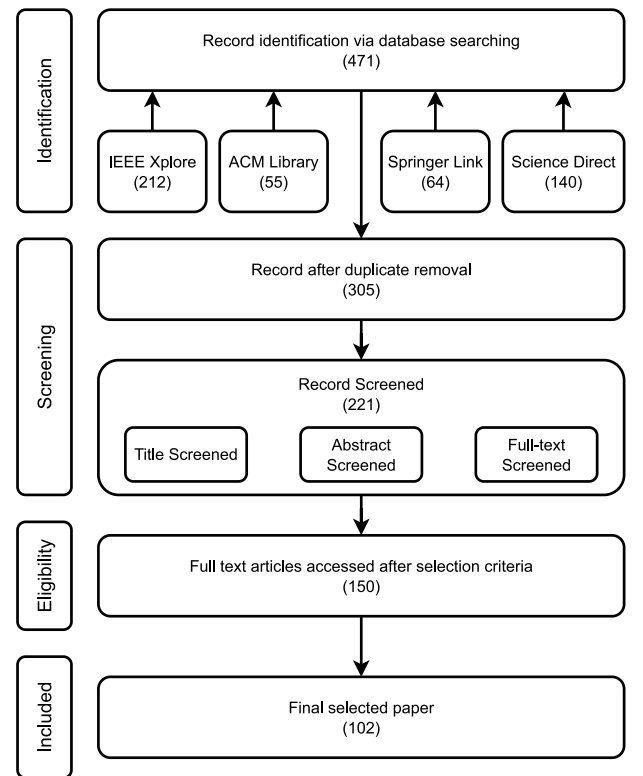 Identification
Record identification via database searching
(471)
IEEE Xplore
(212)
ACM Library
(55)
Springer Link
(64)
Science Direct
(140)
Screening
Record after duplicate removal
(305)
Record Screened
(221)
Title Screened
Abstract
Screened
Full-text
Screened
Eligibility
Full text articles accessed after selection criteria
(150)
Included
Final selected paper
(102)